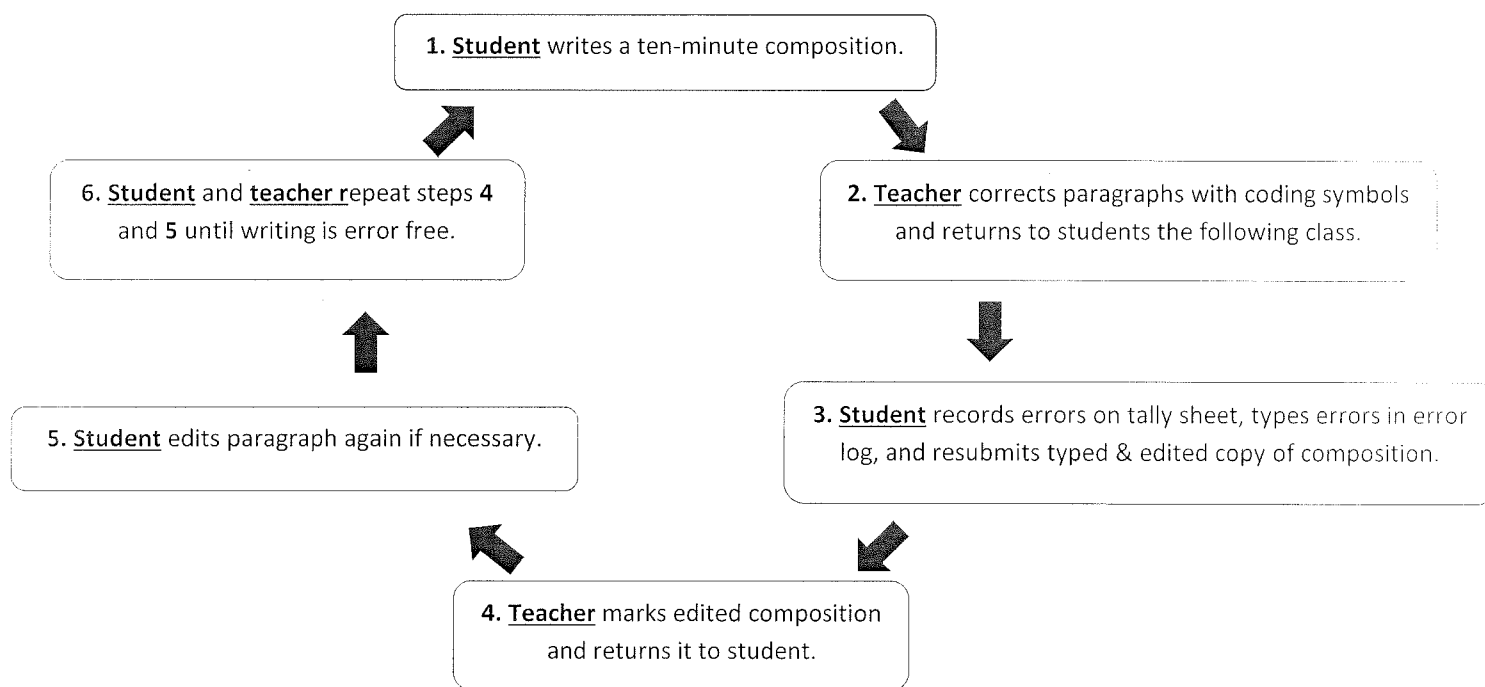 1. Student writes a ten-minute composition.
2. Teacher corrects paragraphs with coding symbols
and returns to students the following class.
3. Student records errors on tally sheet, types errors in error
log, and resubmits typed & edited copy of composition.
4. Teacher marks edited composition
and returns it to student.
5. Student edits paragraph again if necessary.
6. Student and teacher repeat steps 4
and 5 until writing is error free.